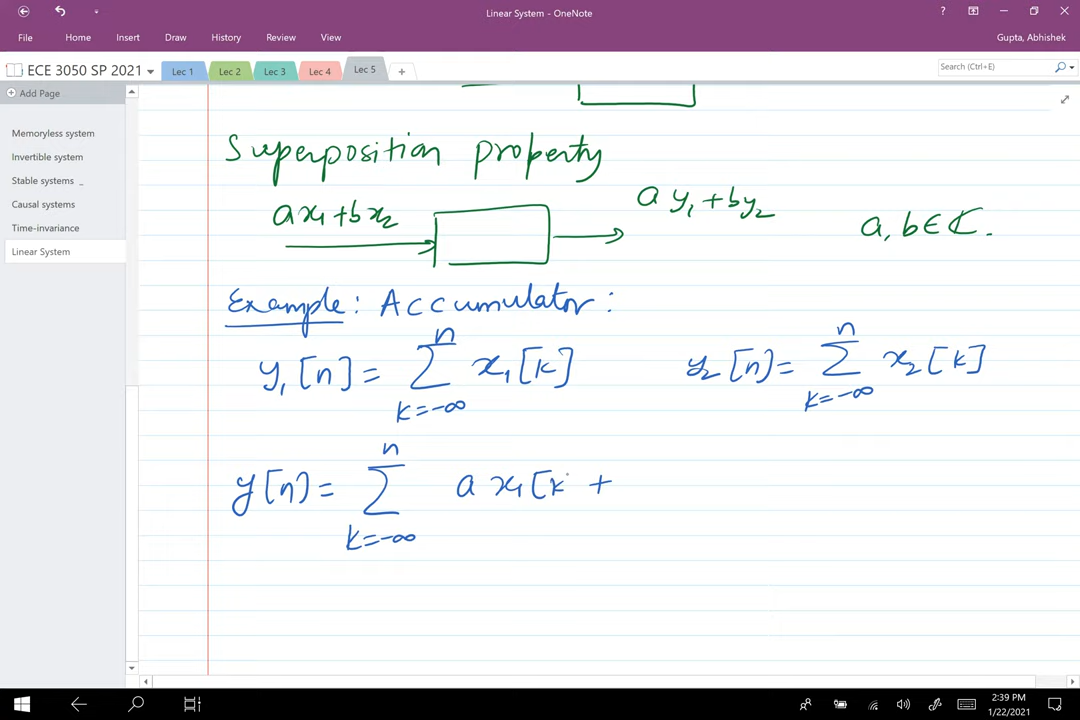 Linear System - OneNote
File Home Insert Draw History Review View Gupta, Abhishek
ECE 3050 SP 2021 Lec 1 Lec 2 Lec 3 Lec 4 Lec 5
Search (Ctrl+E)
Add Page
Memoryless system
Invertible system
Stable systems _
Causal systems
Time-invariance
Linear System
Superposition property
ax₁+bx₂ ay₁+by₂ a, b∈ℂ.
Example: Accumulator:
y₁[n]= ∑_{k=-∞}^{n} x₁[k] y₂[n]= ∑_{k=-∞}^{n} x₂[k]
y[n]= ∑_{k=-∞}^{n} a x₁[k +
2:39 PM
1/22/2021